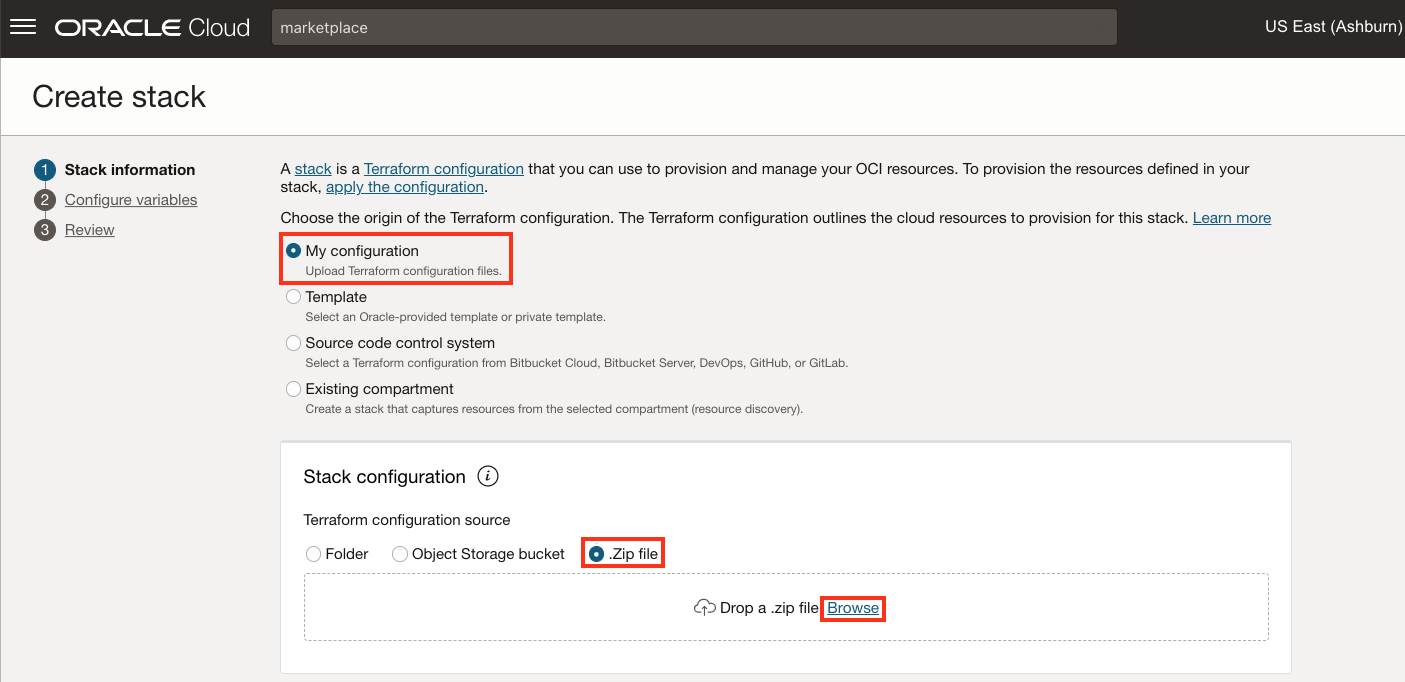 ORACLE Cloud
marketplace
US East (Ashburn)
Create stack
1 Stack information
2 Configure variables
3 Review
A stack is a Terraform configuration that you can use to provision and manage your OCI resources. To provision the resources defined in your
stack, apply the configuration.
Choose the origin of the Terraform configuration. The Terraform configuration outlines the cloud resources to provision for this stack. Learn more
My configuration
Upload Terraform configuration files.
Template
Select an Oracle-provided template or private template.
Source code control system
Select a Terraform configuration from Bitbucket Cloud, Bitbucket Server, DevOps, GitHub, or GitLab.
Existing compartment
Create a stack that captures resources from the selected compartment (resource discovery).
Stack configuration i
Terraform configuration source
Folder Object Storage bucket .Zip file
Drop a .zip file Browse